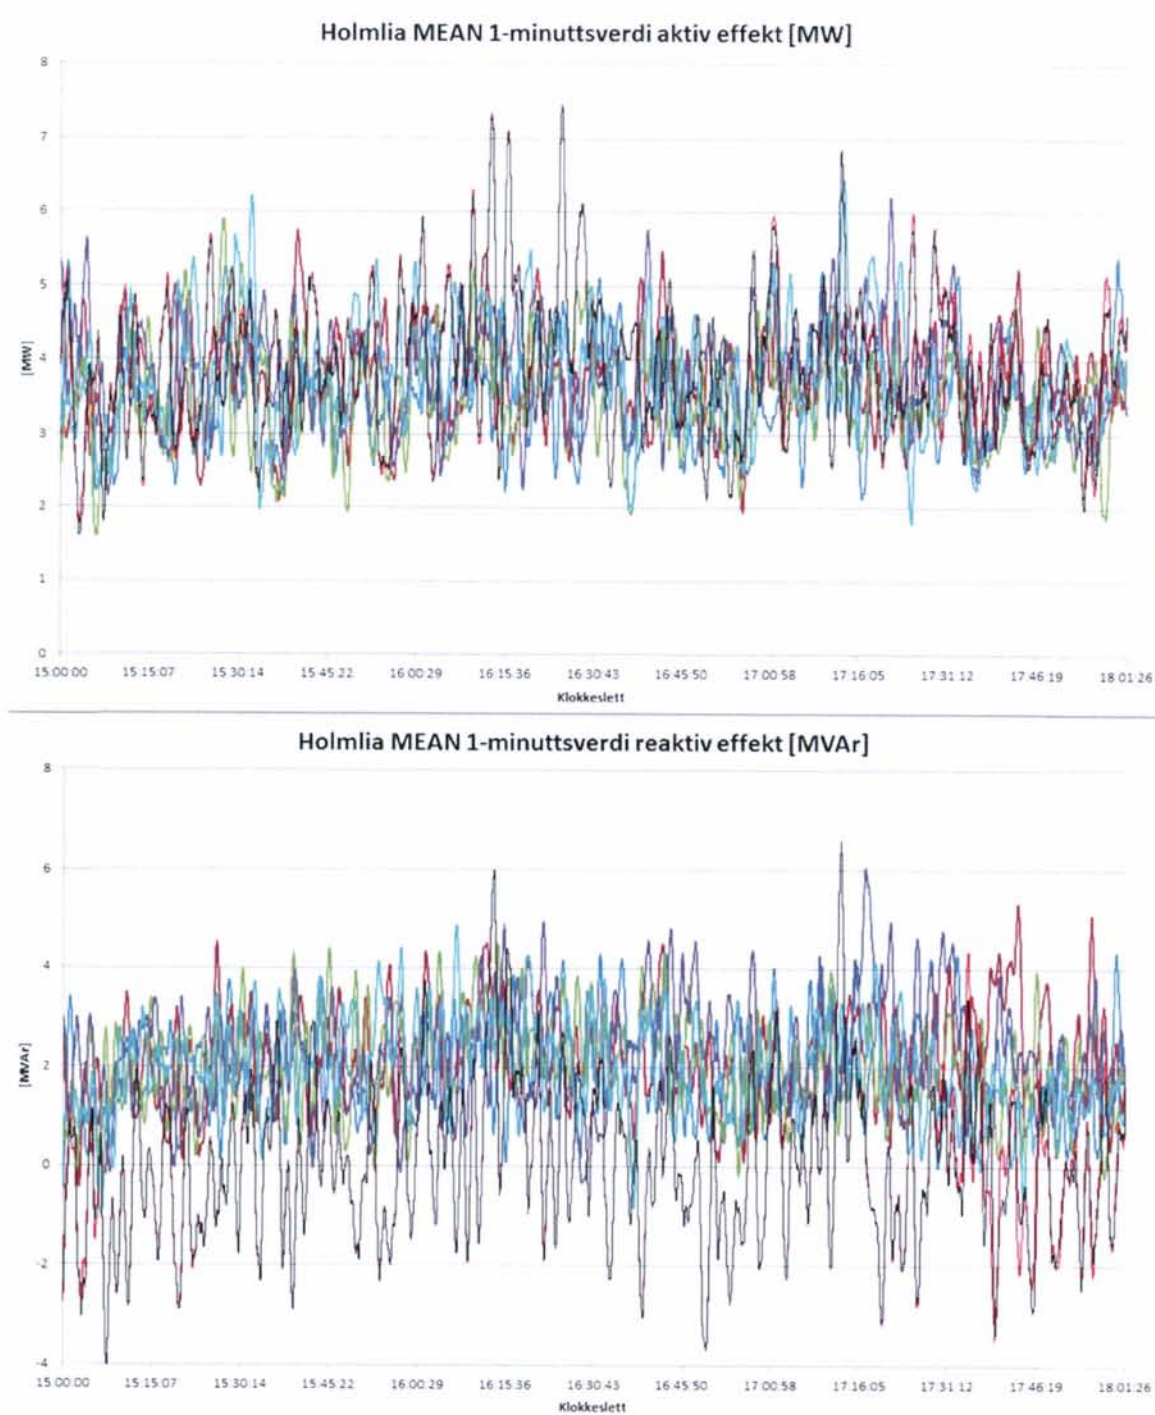 Holmlia MEAN 1-minuttsverdi aktiv effekt [MW]
8
7
6
5
4
3
2
1
0
[MW]
15:00:00 15:15:07 15:30:14 15:45:22 16:00:29 16:15:36 16:30:43 16:45:50 17:00:58 17:16:05 17:31:12 17:46:19 18:01:26
Klokkeslett
Holmlia MEAN 1-minuttsverdi reaktiv effekt [MVAr]
8
6
4
2
0
-2
-4
[MVAr]
15:00:00 15:15:07 15:30:14 15:45:22 16:00:29 16:15:36 16:30:43 16:45:50 17:00:58 17:16:05 17:31:12 17:46:19 18:01:26
Klokkeslett